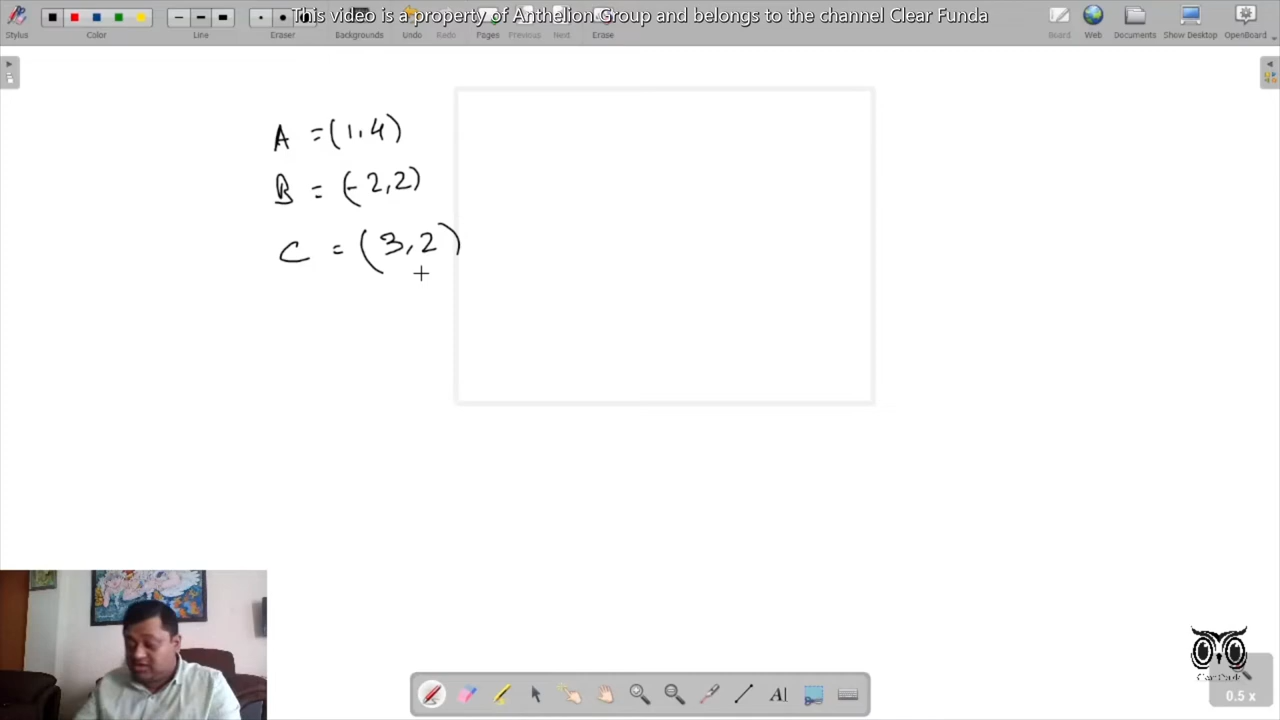 This video is a property of Anthelion Group and belongs to the channel Clear Funda
Stylus Color Line Eraser Backgrounds Undo Redo Pages Previous Next Erase Board Web Documents Show Desktop OpenBoard
A = (1, 4)
B = (-2, 2)
C = (3, 2)
AI
0.5 x